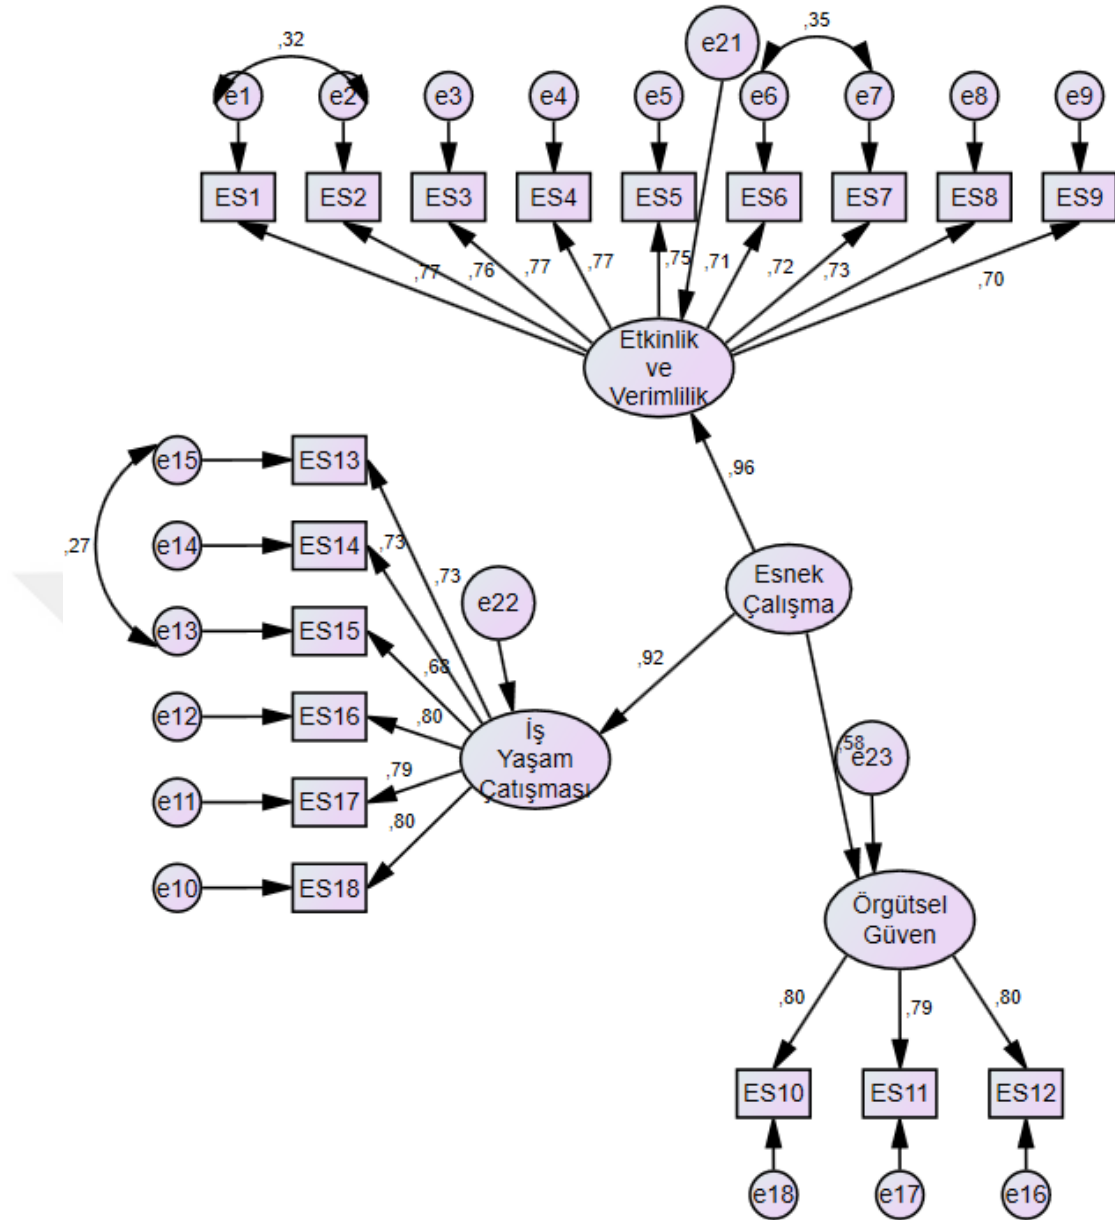 ,32
,35
e21
e1
e2
e3
e4
e5
e6
e7
e8
e9
ES1
ES2
ES3
ES4
ES5
ES6
ES7
ES8
ES9
,77
,76
,77
,77
,75
,71
,72
,73
,70
Etkinlik
ve
Verimlilik
,96
e15
ES13
e14
ES14
,73
,73
,27
e13
ES15
e22
,68
e12
ES16
,80
e11
ES17
,79
e10
ES18
,80
İş
Yaşam
Çatışması
,92
Esnek
Çalışma
,58
e23
Örgütsel
Güven
,80
,79
,80
ES10
ES11
ES12
e18
e17
e16